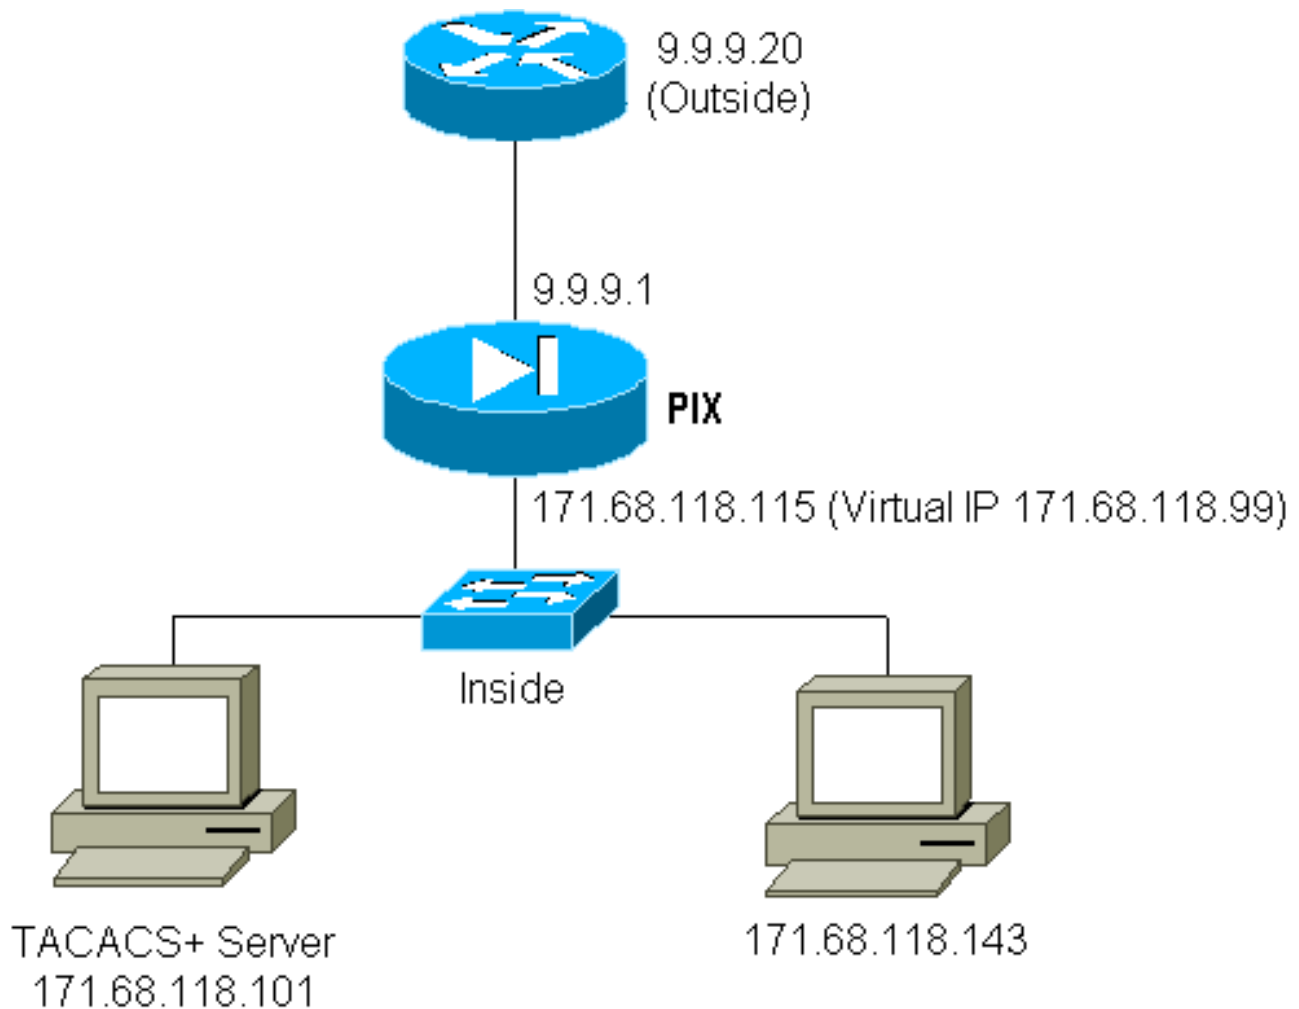 9.9.9.20
(Outside)
9.9.9.1
PIX
171.68.118.115 (Virtual IP 171.68.118.99)
Inside
TACACS+ Server
171.68.118.101
171.68.118.143